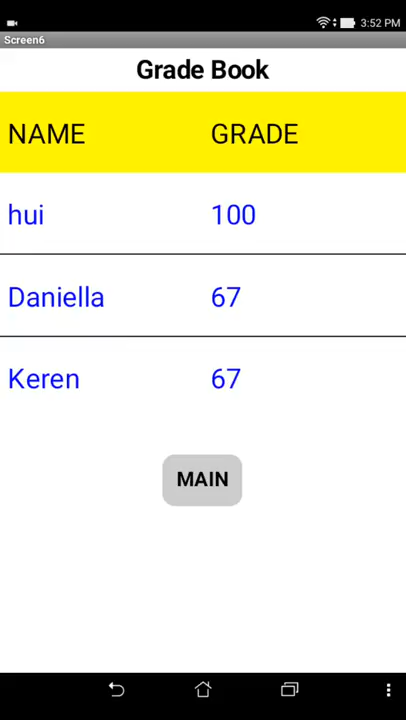 3:52 PM
Screen6
Grade Book
NAME GRADE
hui 100
Daniella 67
Keren 67
MAIN